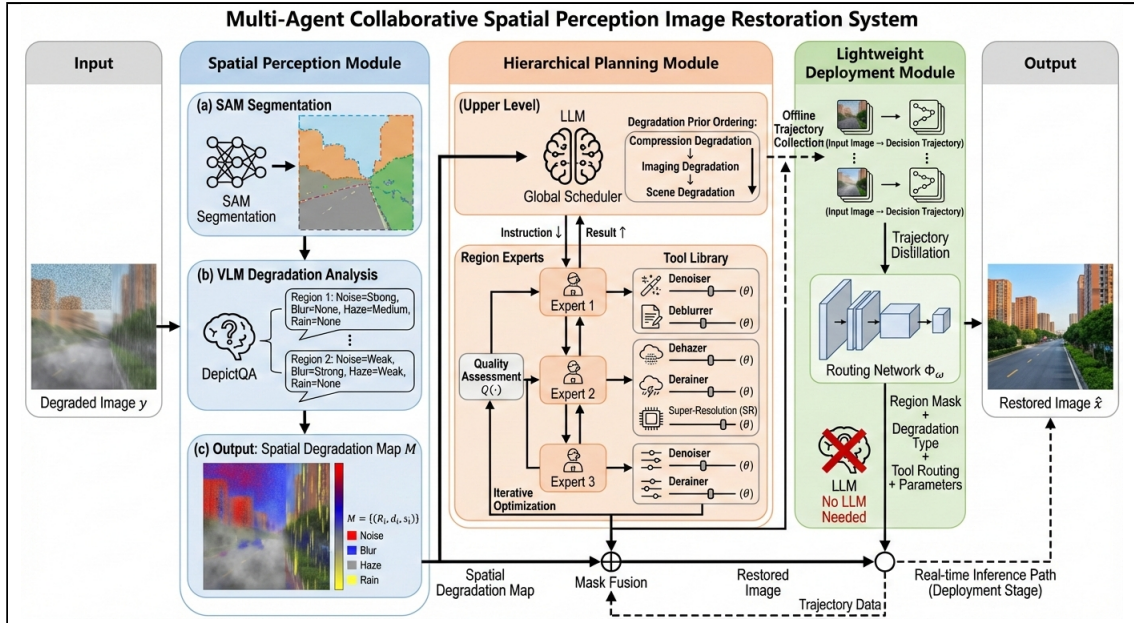 Multi-Agent Collaborative Spatial Perception Image Restoration System
Input
Degraded Image y
Spatial Perception Module
(a) SAM Segmentation
SAM
Segmentation
(b) VLM Degradation Analysis
DepictQA
Region 1: Noise=Strong,
Blur=None, Haze=Medium,
Rain=None
⋮
Region 2: Noise=Weak,
Blur=Strong, Haze=Weak,
Rain=None
(c) Output: Spatial Degradation Map M
M = {(R_i, d_i, s_i)}
Noise
Blur
Haze
Rain
Hierarchical Planning Module
(Upper Level)
LLM
Global Scheduler
Degradation Prior Ordering:
Compression Degradation
↓
Imaging Degradation
↓
Scene Degradation
Instruction ↓
Result ↑
Region Experts
Expert 1
Expert 2
Expert 3
Quality
Assessment
Q(·)
Iterative
Optimization
Tool Library
Denoiser
(θ)
Deblurrer
(θ)
Dehazer
(θ)
Derainer
(θ)
Super-Resolution (SR)
(θ)
Denoiser
(θ)
Derainer
(θ)
Offline
Trajectory
Collection
Lightweight
Deployment Module
(Input Image → Decision Trajectory)
⋮ ⋮
(Input Image → Decision Trajectory)
Trajectory
Distillation
Routing Network Φ_ω
LLM
No LLM
Needed
Region Mask
+
Degradation
Type
+
Tool Routing
+ Parameters
Output
Restored Image x̂
Spatial
Degradation Map
Mask Fusion
Restored
Image
Trajectory Data
Real-time Inference Path
(Deployment Stage)